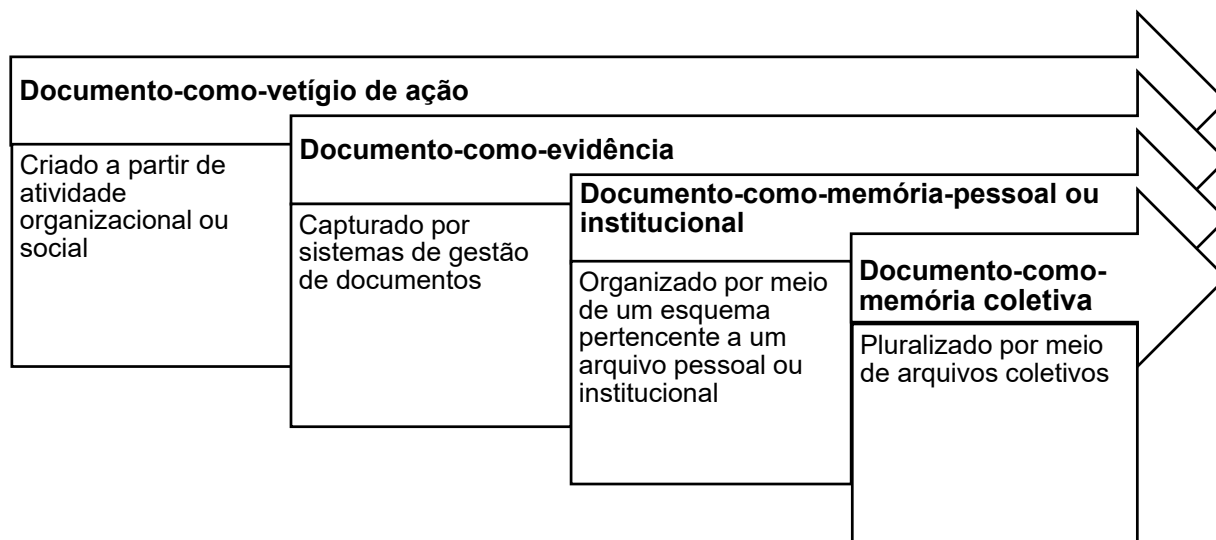 Documento-como-vetígio de ação
Criado a partir de
atividade
organizacional ou
social
Documento-como-evidência
Capturado por
sistemas de gestão
de documentos
Documento-como-memória-pessoal ou
institucional
Organizado por meio
de um esquema
pertencente a um
arquivo pessoal ou
institucional
Documento-como-
memória coletiva
Pluralizado por meio
de arquivos coletivos